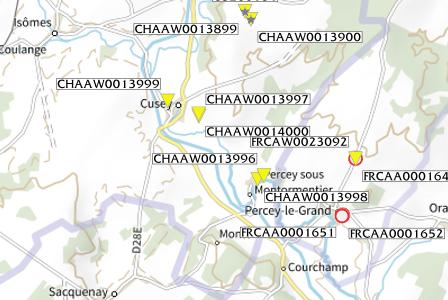 Isômes
CHAAW0013899
CHAAW0013900
Coulange
CHAAW0013999
Cusey
CHAAW0013997
CHAAW0014000
FRCAW0023092
CHAAW0013996
Percey sous
Montormentier
FRCAA000164
CHAAW0013998
Percey-le-Grand
Ora
FRCAA0001651
FRCAA0001652
D28E
Courchamp
Sacquenay